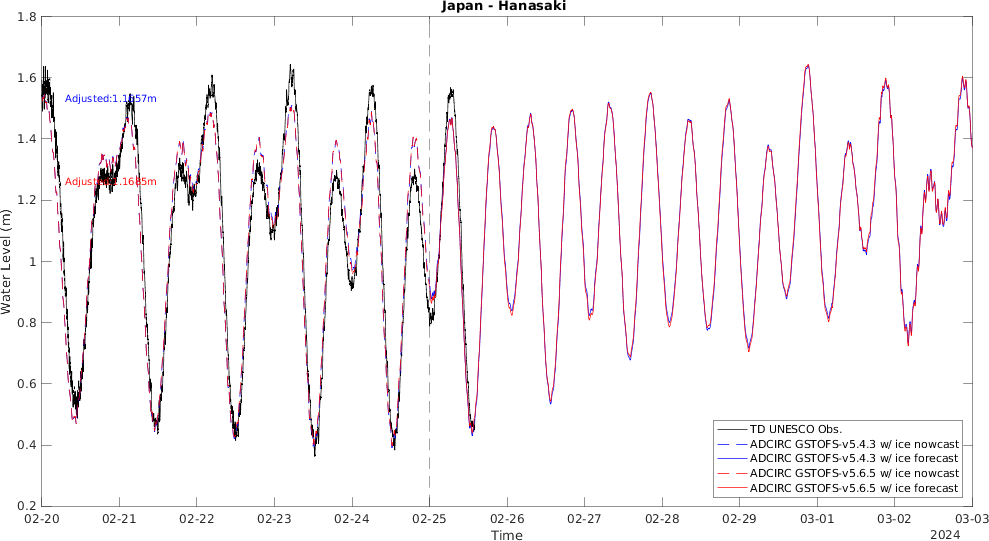 Japan - Hanasaki
Water Level (m)
1.8
1.6
1.4
1.2
1
0.8
0.6
0.4
0.2
02-20
02-21
02-22
02-23
02-24
02-25
02-26
02-27
02-28
02-29
03-01
03-02
03-03
Time
2024
TD UNESCO Obs.
ADCIRC GSTOFS-v5.4.3 w/ ice nowcast
ADCIRC GSTOFS-v5.4.3 w/ ice forecast
ADCIRC GSTOFS-v5.6.5 w/ ice nowcast
ADCIRC GSTOFS-v5.6.5 w/ ice forecast